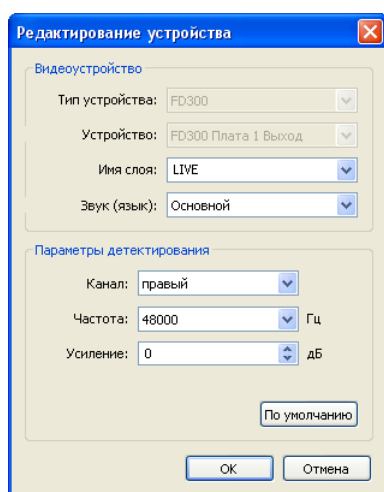 Редактирование устройства
Видеоустройство
Тип устройства: FD300
Устройство: FD300 Плата 1 Выход
Имя слоя: LIVE
Звук (язык): Основной
Параметры детектирования
Канал: правый
Частота: 48000 Гц
Усиление: 0 дБ
По умолчанию
OK Отмена